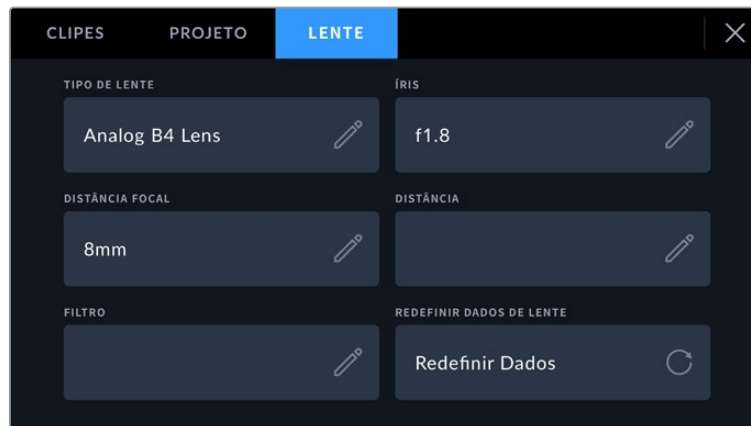 CLIPES PROJETO LENTE
TIPO DE LENTE
Analog B4 Lens
ÍRIS
f1.8
DISTÂNCIA FOCAL
8mm
DISTÂNCIA
FILTRO
REDEFINIR DADOS DE LENTE
Redefinir Dados